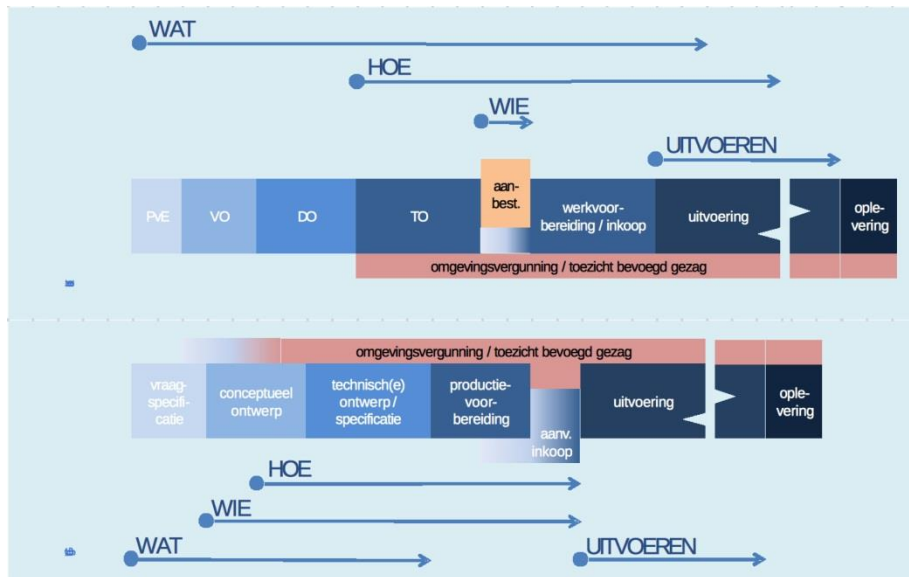 WAT
HOE
WIE
UITVOEREN
PvE
VO
DO
TO
aan-
best.
werkvoor-
bereiding / inkoop
uitvoering
ople-
vering
omgevingsvergunning / toezicht bevoegd gezag
omgevingsvergunning / toezicht bevoegd gezag
vraag-
specifi-
catie
conceptueel
ontwerp
technisch(e)
ontwerp /
specificatie
productie-
voor-
bereiding
aanv.
inkoop
uitvoering
ople-
vering
HOE
WIE
WAT
UITVOEREN